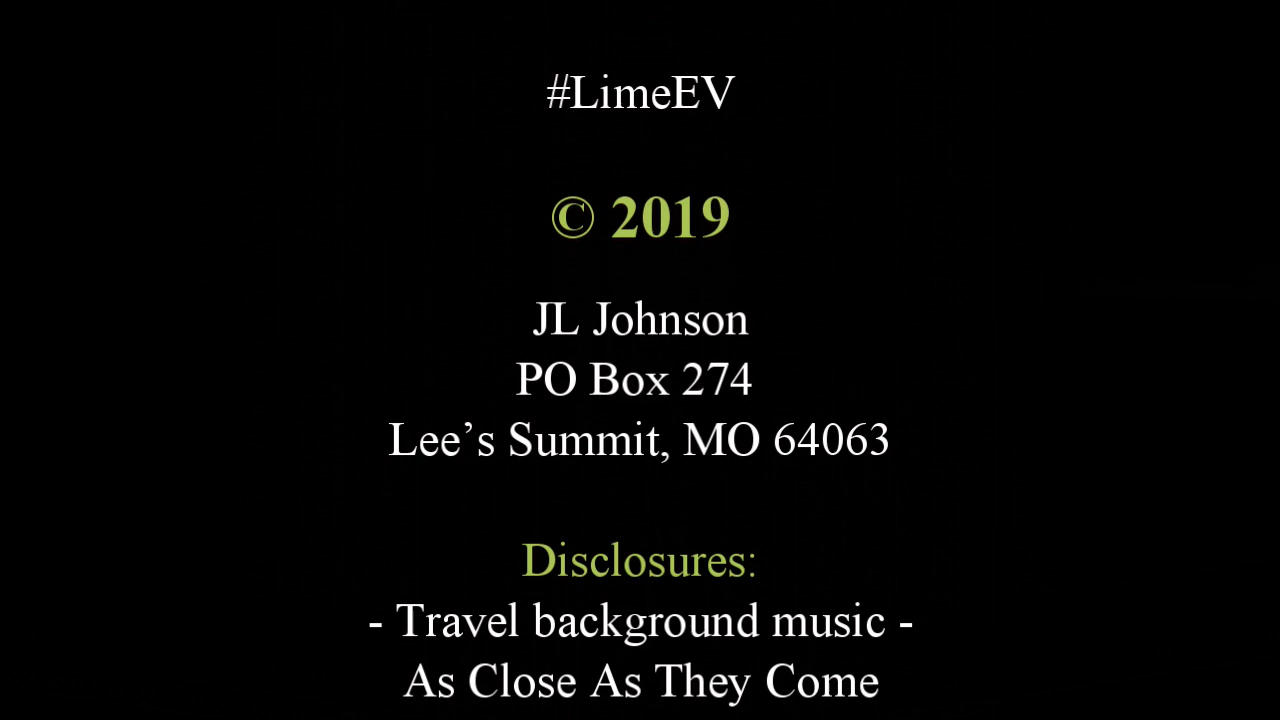 #LimeEV
© 2019
JL Johnson
PO Box 274
Lee’s Summit, MO 64063
Disclosures:
- Travel background music -
As Close As They Come